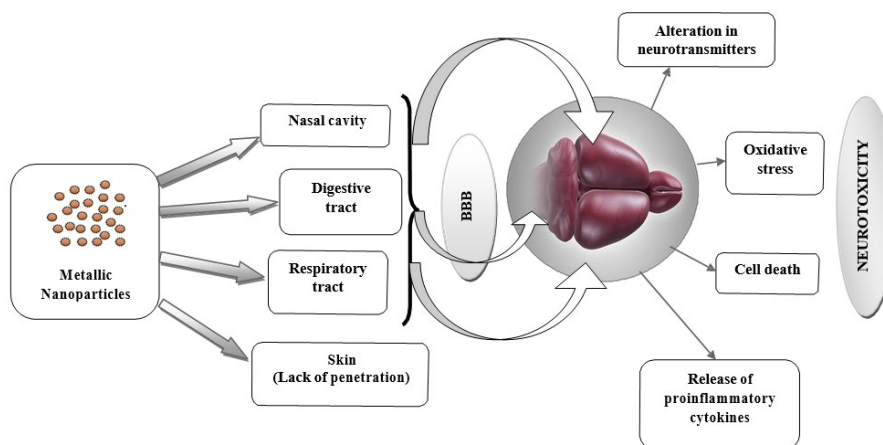 Metallic
Nanoparticles
Nasal cavity
Digestive
tract
Respiratory
tract
Skin
(Lack of penetration)
BBB
Alteration in
neurotransmitters
Oxidative
stress
Cell death
Release of
proinflammatory
cytokines
NEUROTOXICITY